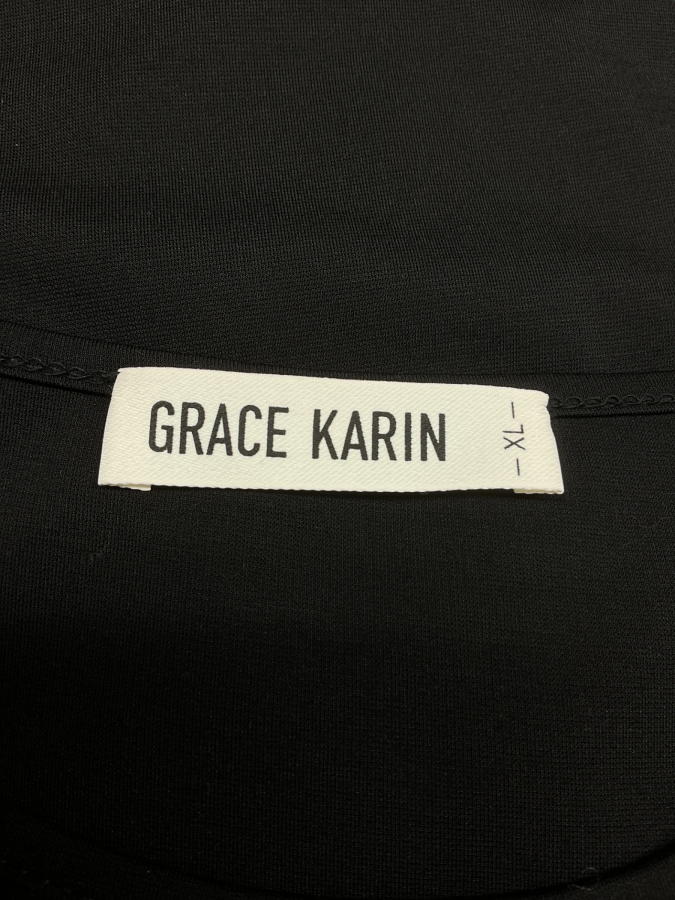 GRACE KARIN
- XL -